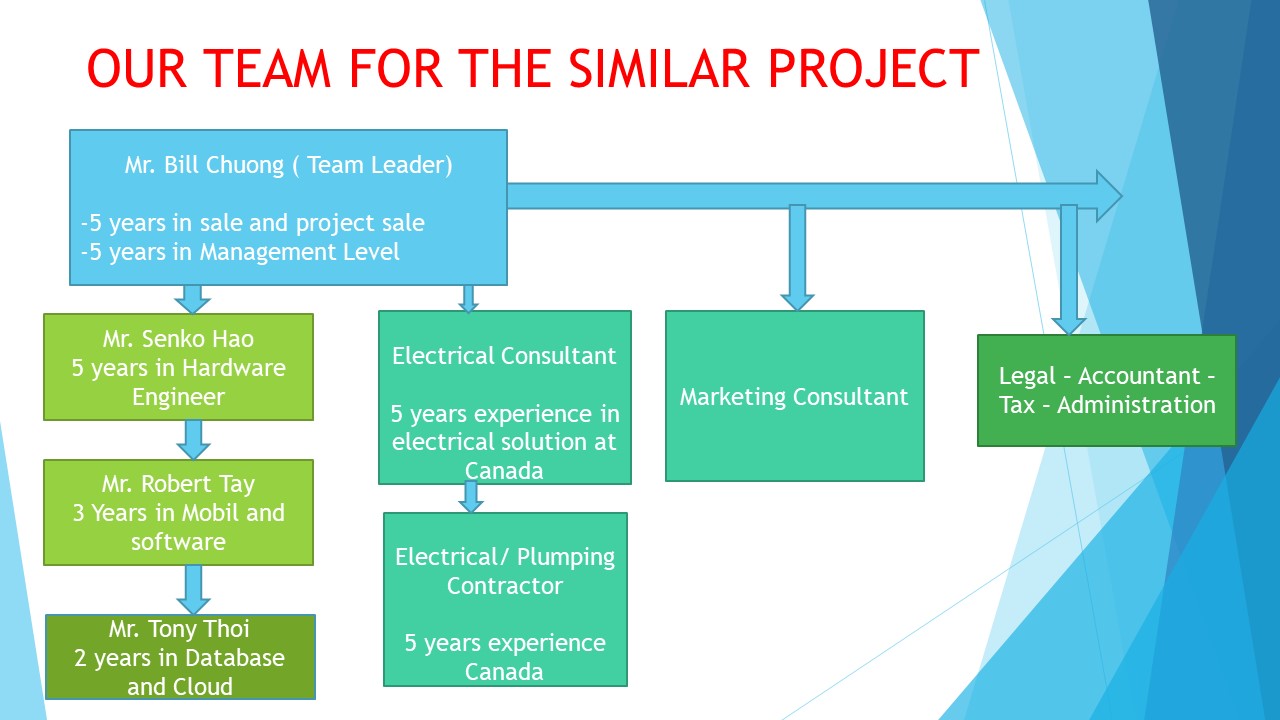 OUR TEAM FOR THE SIMILAR PROJECT
Mr. Bill Chuong ( Team Leader)
-5 years in sale and project sale
-5 years in Management Level
Mr. Senko Hao
5 years in Hardware
Engineer
Mr. Robert Tay
3 Years in Mobil and
software
Mr. Tony Thoi
2 years in Database
and Cloud
Electrical Consultant
5 years experience in
electrical solution at
Canada
Electrical/ Plumping
Contractor
5 years experience
Canada
Marketing Consultant
Legal – Accountant –
Tax – Administration